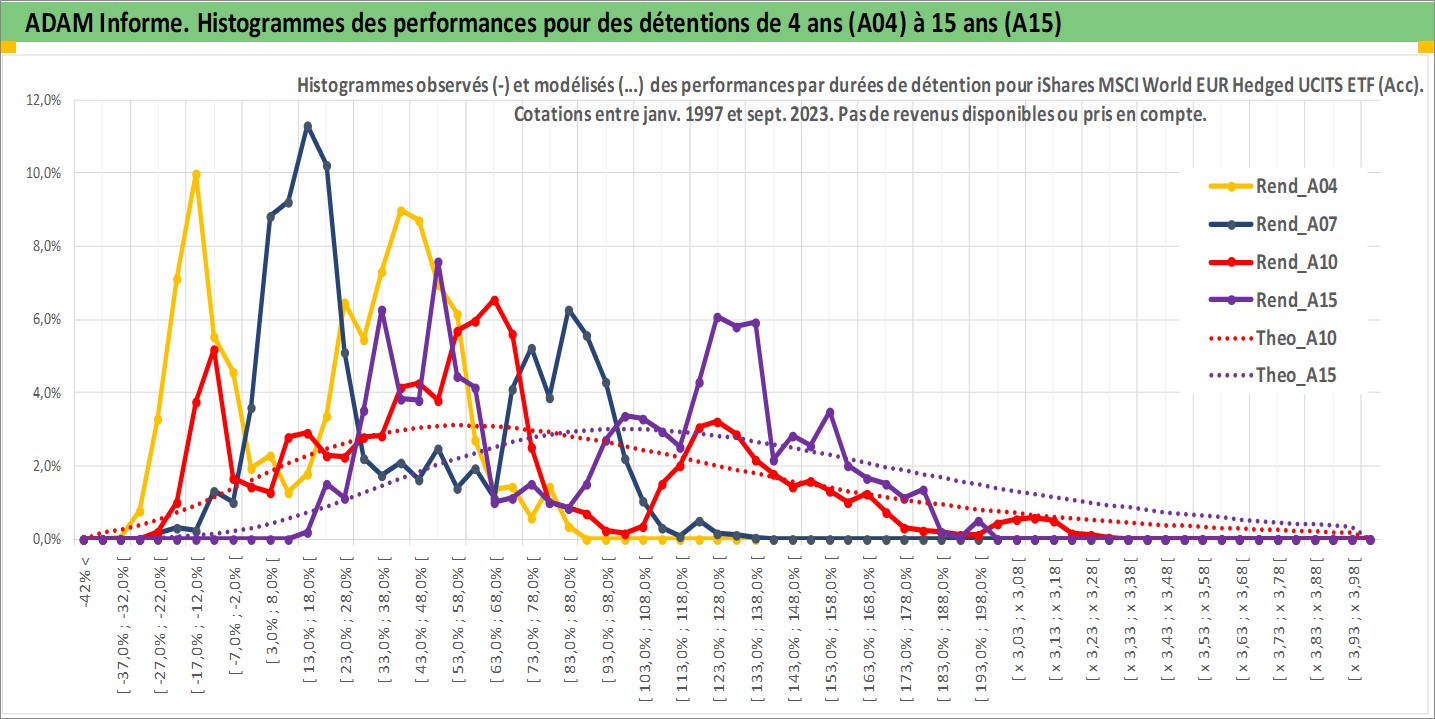 ADAM Informe. Histogrammes des performances pour des détentions de 4 ans (A04) à 15 ans (A15)
Histogrammes observés (-) et modélisés (...) des performances par durées de détention pour iShares MSCI World EUR Hedged UCITS ETF (Acc).
Cotations entre janv. 1997 et sept. 2023. Pas de revenus disponibles ou pris en compte.
12,0%
10,0%
8,0%
6,0%
4,0%
2,0%
0,0%
Rend_A04
Rend_A07
Rend_A10
Rend_A15
Theo_A10
Theo_A15
-42% <
[ -37,0% ; -32,0% [
[ -27,0% ; -22,0% [
[ -17,0% ; -12,0% [
[ -7,0% ; -2,0% [
[ 3,0% ; 8,0% [
[ 13,0% ; 18,0% [
[ 23,0% ; 28,0% [
[ 33,0% ; 38,0% [
[ 43,0% ; 48,0% [
[ 53,0% ; 58,0% [
[ 63,0% ; 68,0% [
[ 73,0% ; 78,0% [
[ 83,0% ; 88,0% [
[ 93,0% ; 98,0% [
[ 103,0% ; 108,0% [
[ 113,0% ; 118,0% [
[ 123,0% ; 128,0% [
[ 133,0% ; 138,0% [
[ 143,0% ; 148,0% [
[ 153,0% ; 158,0% [
[ 163,0% ; 168,0% [
[ 173,0% ; 178,0% [
[ 183,0% ; 188,0% [
[ 193,0% ; 198,0% [
[ x 3,03 ; x 3,08 [
[ x 3,13 ; x 3,18 [
[ x 3,23 ; x 3,28 [
[ x 3,33 ; x 3,38 [
[ x 3,43 ; x 3,48 [
[ x 3,53 ; x 3,58 [
[ x 3,63 ; x 3,68 [
[ x 3,73 ; x 3,78 [
[ x 3,83 ; x 3,88 [
[ x 3,93 ; x 3,98 [